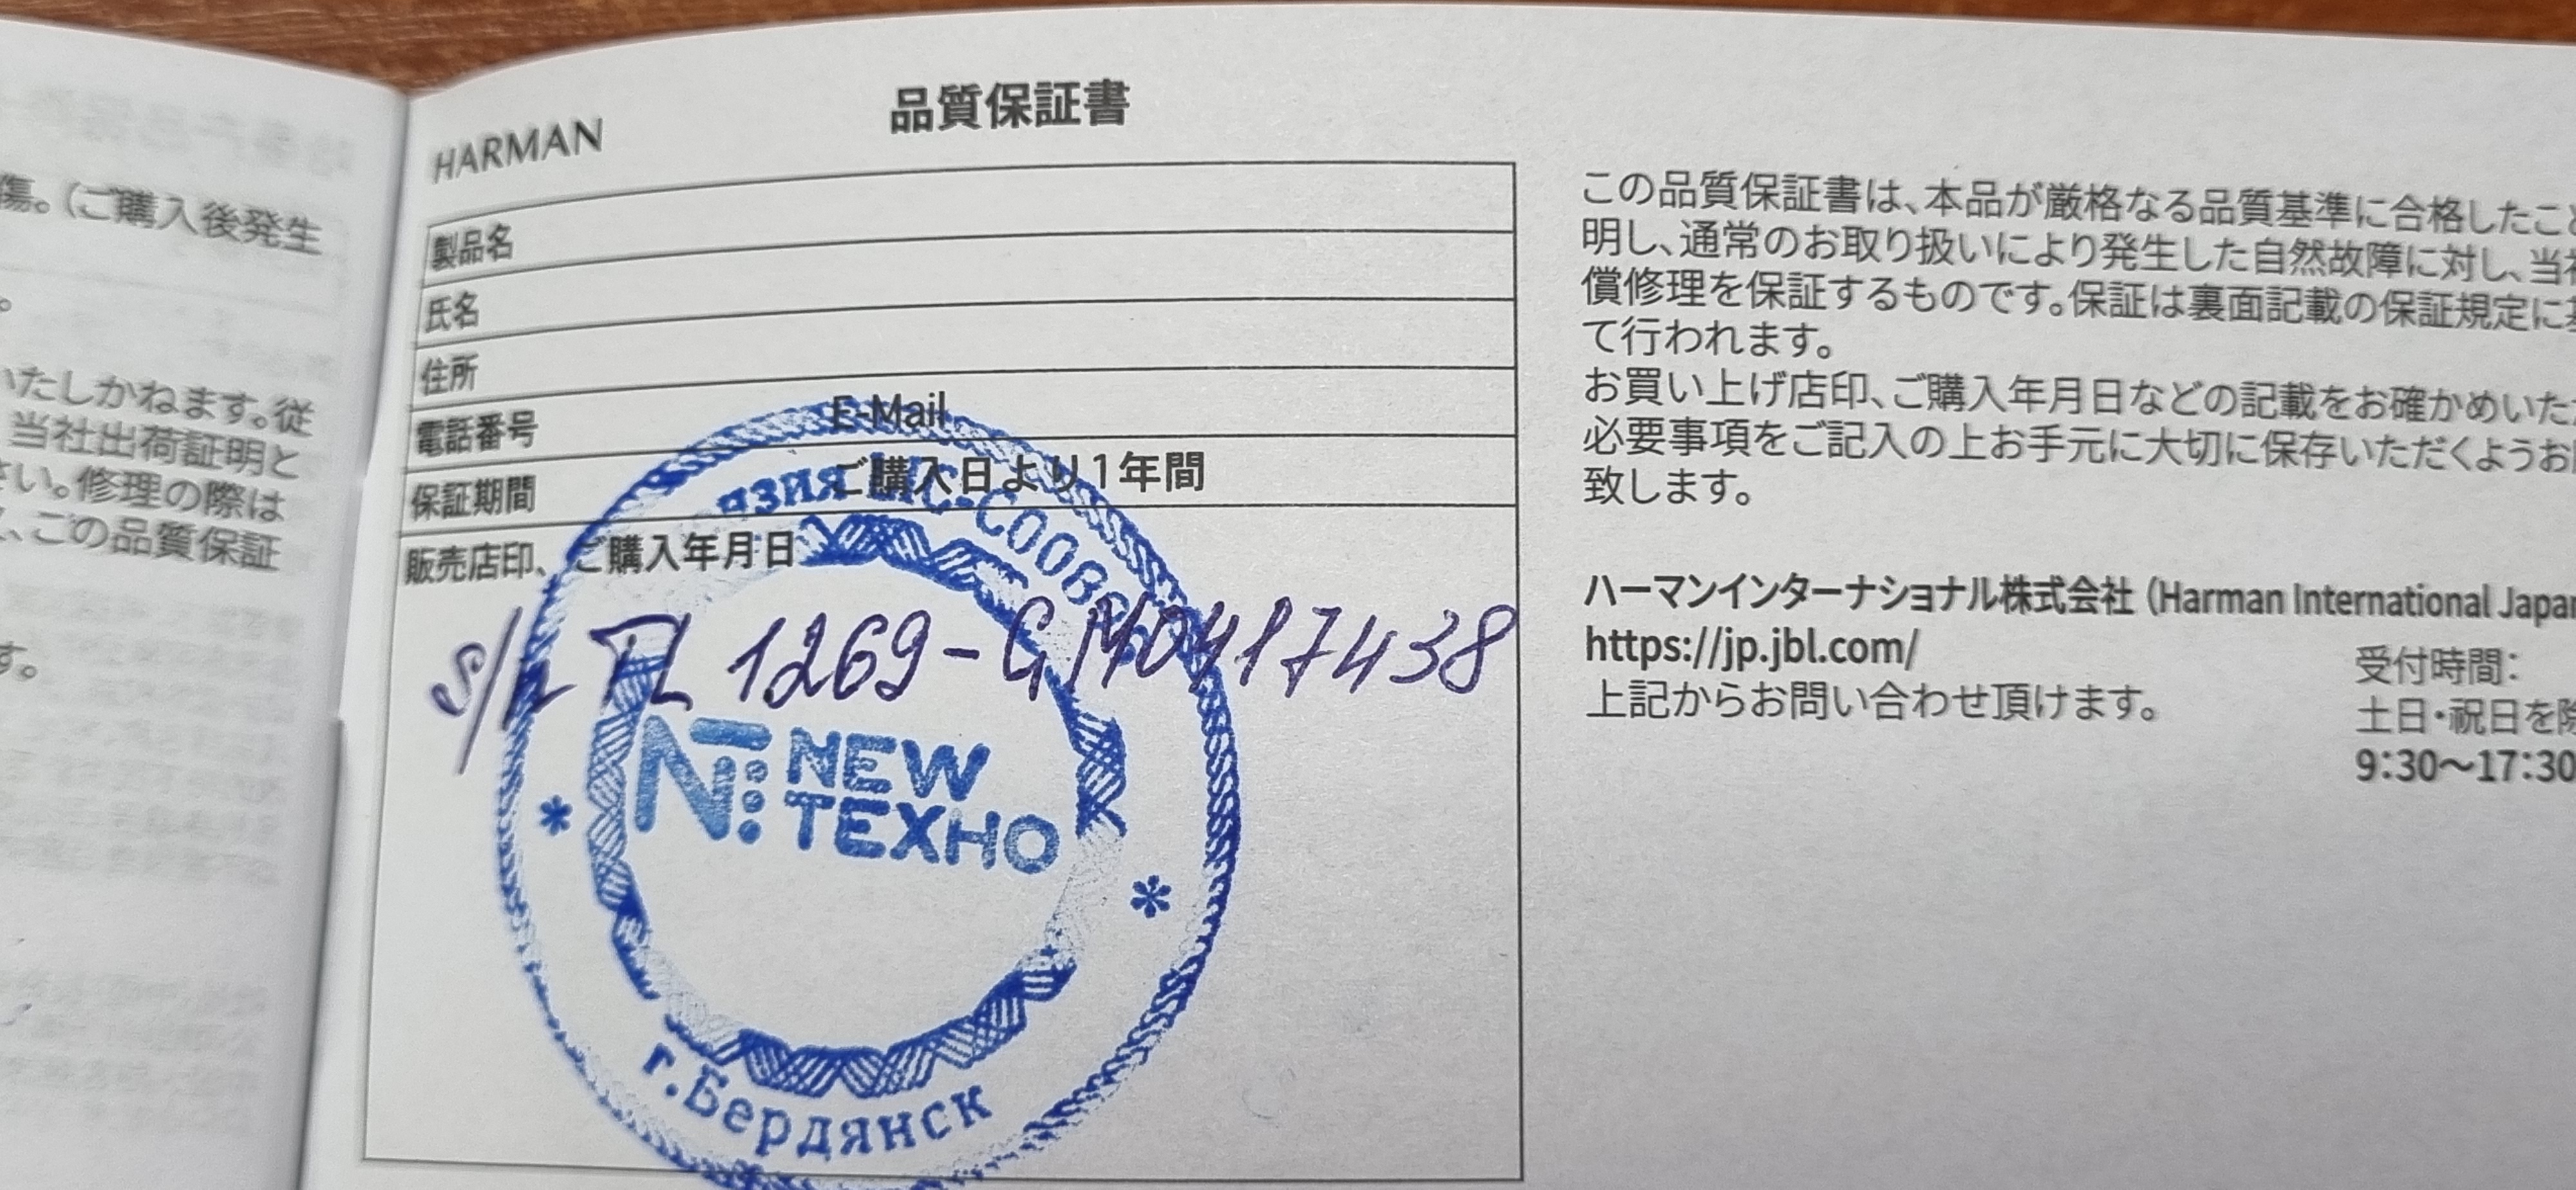 傷。（ご購入後発生
いたしかねます。従
当社出荷証明と
さい。修理の際は
、ご の品質保証
す。
HARMAN
品質保証書
製品名
氏名
住所
電話番号 E-Mail
保証期間 ご購入日より1年間
販売店印、ご購入年月日
S/N TL 1269-GM0417438
NEW
TEXHO
г.Бердянск
この品質保証書は、本品が厳格なる品質基準に合格したこと
明し、通常のお取り扱いにより発生した自然故障に対し、当社
償修理を保証するものです。保証は裏面記載の保証規定に基
て行われます。
お買い上げ店印、ご購入年月日などの記載をお確かめいた
必要事項をご記入の上お手元に大切に保存いただくようお
致します。
ハーマンインターナショナル株式会社 (Harman International Japan
https://jp.jbl.com/
上記からお問い合わせ頂けます。
受付時間：
土日・祝日を除
9：30～17：30